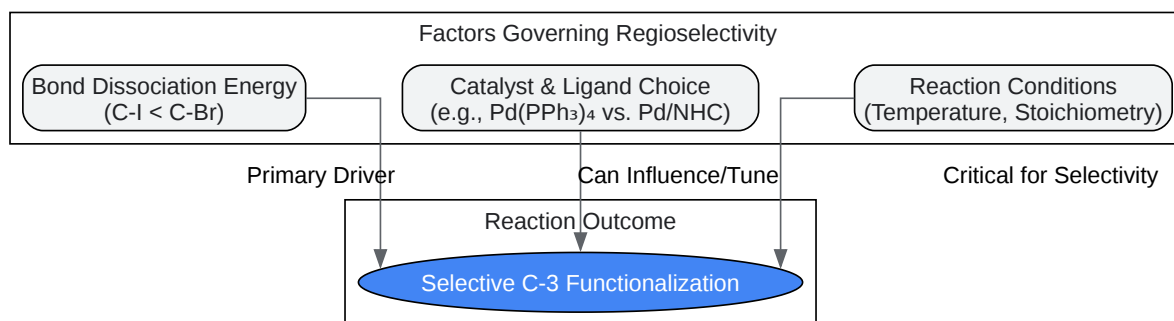 Factors Governing Regioselectivity
Bond Dissociation Energy
(C-I < C-Br)
Catalyst & Ligand Choice
(e.g., Pd(PPh₃)₄ vs. Pd/NHC)
Reaction Conditions
(Temperature, Stoichiometry)
Primary Driver
Can Influence/Tune
Critical for Selectivity
Reaction Outcome
Selective C-3 Functionalization